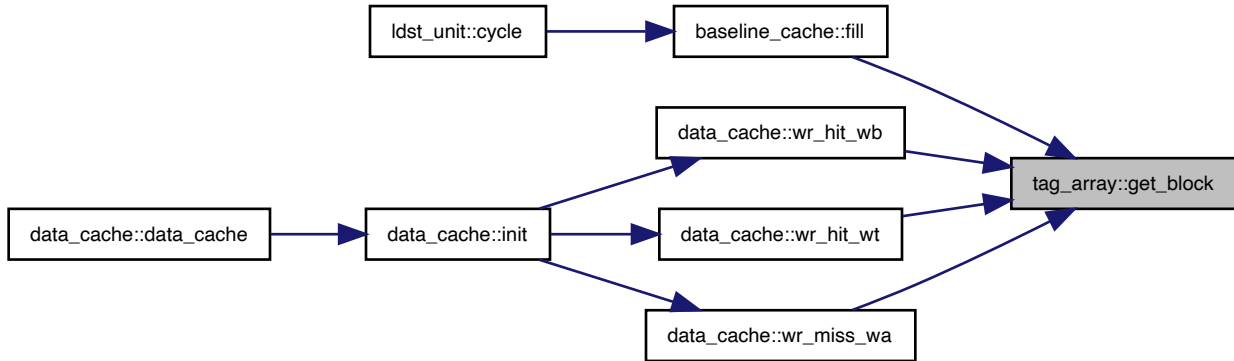 ldst_unit::cycle
baseline_cache::fill
data_cache::wr_hit_wb
tag_array::get_block
data_cache::data_cache
data_cache::init
data_cache::wr_hit_wt
data_cache::wr_miss_wa